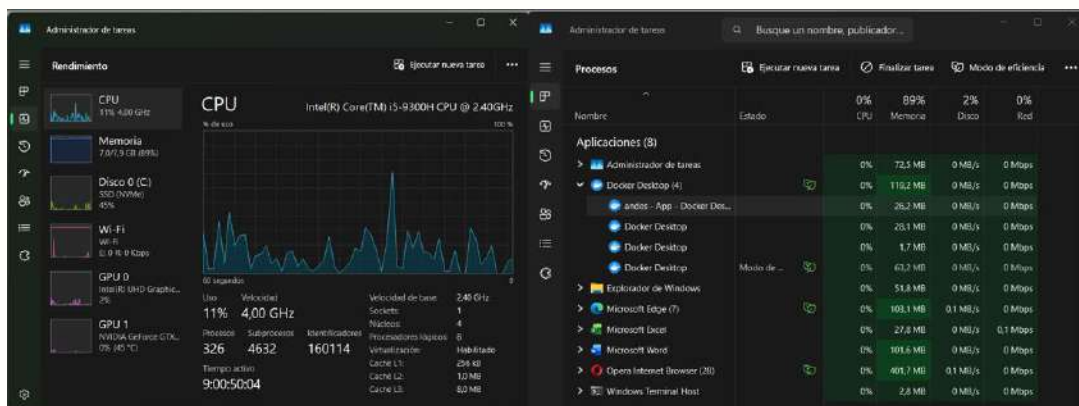 Administrador de tareas
Rendimiento
Ejecutar nueva tarea
CPU
11% 4,00 GHz
Memoria
7,0/7,9 GB (89%)
Disco 0 (C:)
SSD (NVMe)
45%
Wi-Fi
Wi-Fi
E: 0 R: 0 Kbps
GPU 0
Intel(R) UHD Graphic...
2%
GPU 1
NVIDIA GeForce GTX...
0% (45 °C)
CPU
Intel(R) Core(TM) i5-9300H CPU @ 2.40GHz
% de uso
100 %
60 segundos
0
Uso
Velocidad
11%
4,00 GHz
Procesos
Subprocesos
Identificadores
326
4632
160114
Tiempo activo
9:00:50:04
Velocidad de base:
2,40 GHz
Sockets:
1
Núcleos:
4
Procesadores lógicos:
8
Virtualización:
Habilitado
Caché L1:
256 kB
Caché L2:
1,0 MB
Caché L3:
8,0 MB
Administrador de tareas
Busque un nombre, publicador...
Procesos
Ejecutar nueva tarea
Finalizar tarea
Modo de eficiencia
0% 89% 2% 0%
Nombre Estado CPU Memoria Disco Red
Aplicaciones (8)
Administrador de tareas 0% 72,5 MB 0 MB/s 0 Mbps
Docker Desktop (4) 0% 119,2 MB 0 MB/s 0 Mbps
andes - App - Docker Des... 0% 26,2 MB 0 MB/s 0 Mbps
Docker Desktop 0% 28,1 MB 0 MB/s 0 Mbps
Docker Desktop 0% 1,7 MB 0 MB/s 0 Mbps
Docker Desktop Modo de ... 0% 63,2 MB 0 MB/s 0 Mbps
Explorador de Windows 0% 51,8 MB 0 MB/s 0 Mbps
Microsoft Edge (7) 0% 103,1 MB 0,1 MB/s 0 Mbps
Microsoft Excel 0% 27,8 MB 0 MB/s 0,1 Mbps
Microsoft Word 0% 101,6 MB 0 MB/s 0 Mbps
Opera Internet Browser (28) 0% 401,7 MB 0,1 MB/s 0 Mbps
Windows Terminal Host 0% 2,8 MB 0 MB/s 0 Mbps